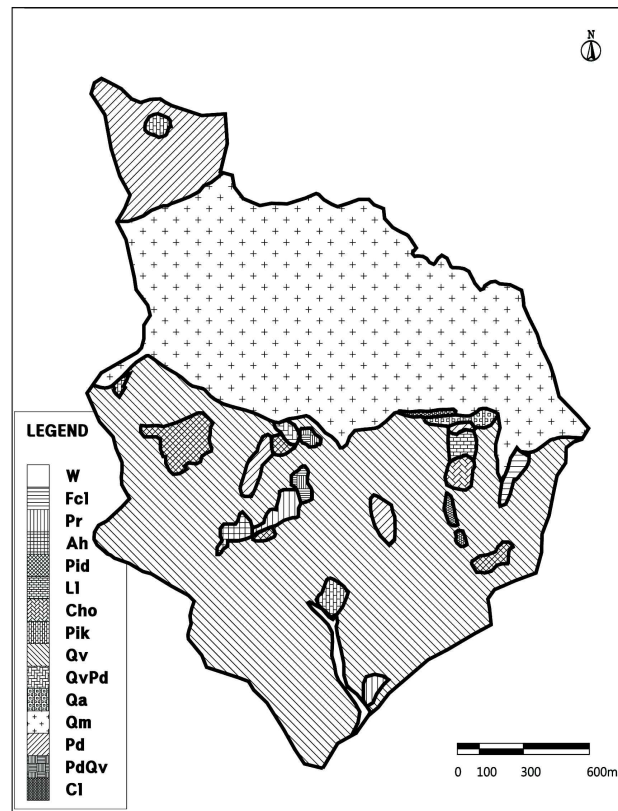 N
LEGEND
W
Fcl
Pr
Ah
Pid
Ll
Cho
Pik
Qv
QvPd
Qa
Qm
Pd
PdQv
Cl
0 100 300 600m